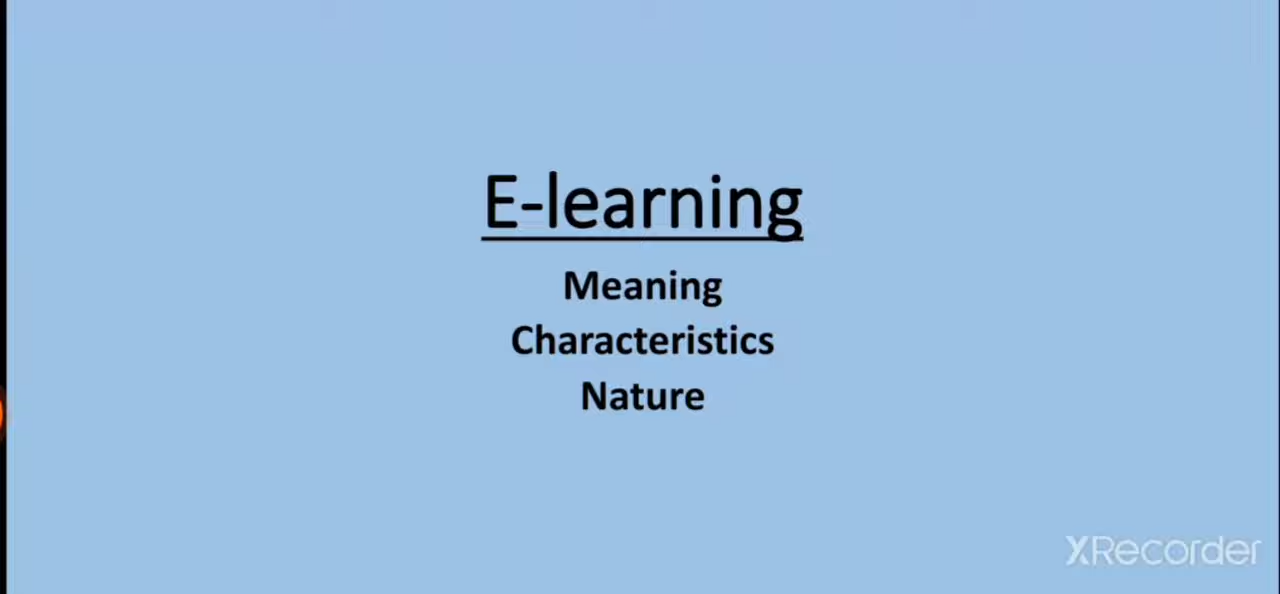 E-learning
Meaning
Characteristics
Nature
XRecorder